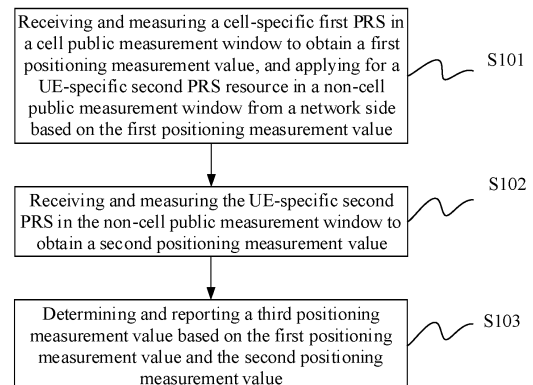 Receiving and measuring a cell-specific first PRS in
a cell public measurement window to obtain a first
positioning measurement value, and applying for a
UE-specific second PRS resource in a non-cell
public measurement window from a network side
based on the first positioning measurement value
S101
Receiving and measuring the UE-specific second
PRS in the non-cell public measurement window to
obtain a second positioning measurement value
S102
Determining and reporting a third positioning
measurement value based on the first positioning
measurement value and the second positioning
measurement value
S103